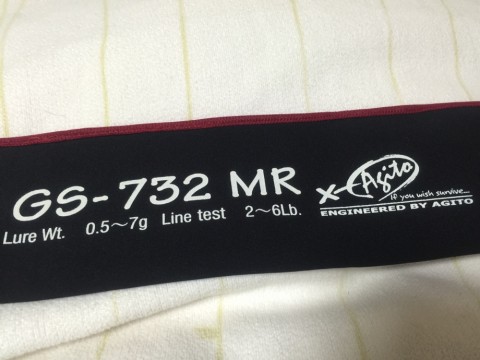 GS-732 MR
Lure Wt. 0.5〜7g Line test 2〜6Lb.
x-Agito
If you wish survive...
ENGINEERED BY AGITO